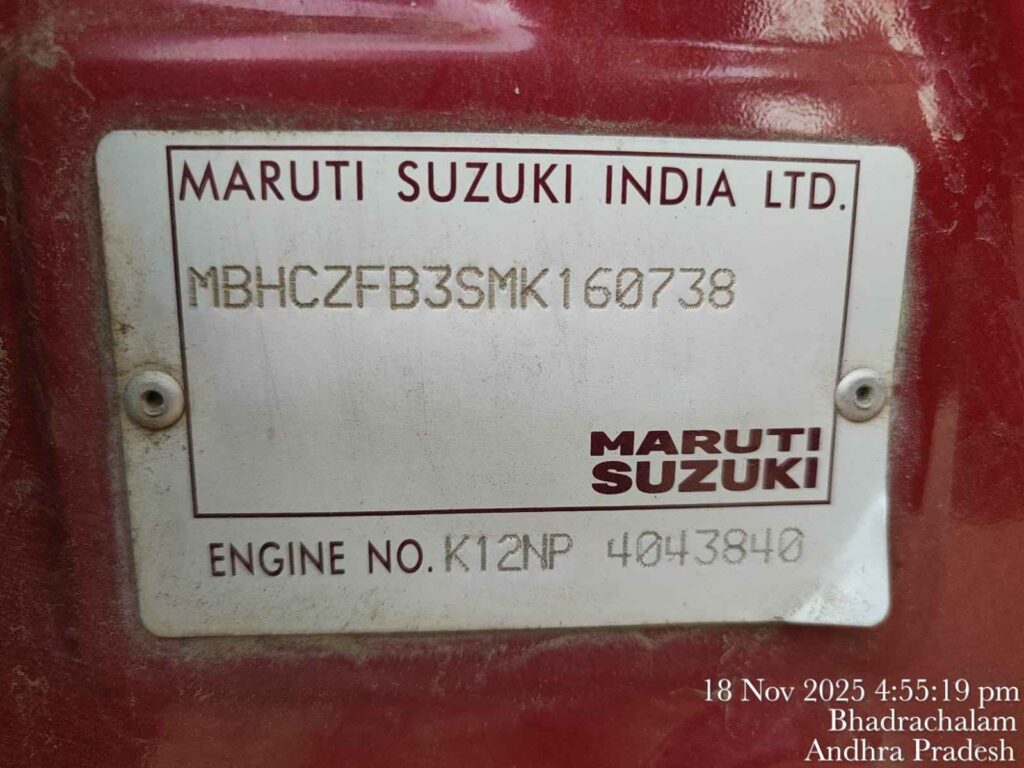 MARUTI SUZUKI INDIA LTD.
MBHCZFB3SMK160738
MARUTI
SUZUKI
ENGINE NO. K12NP 4043840
18 Nov 2025 4:55:19 pm
Bhadrachalam
Andhra Pradesh